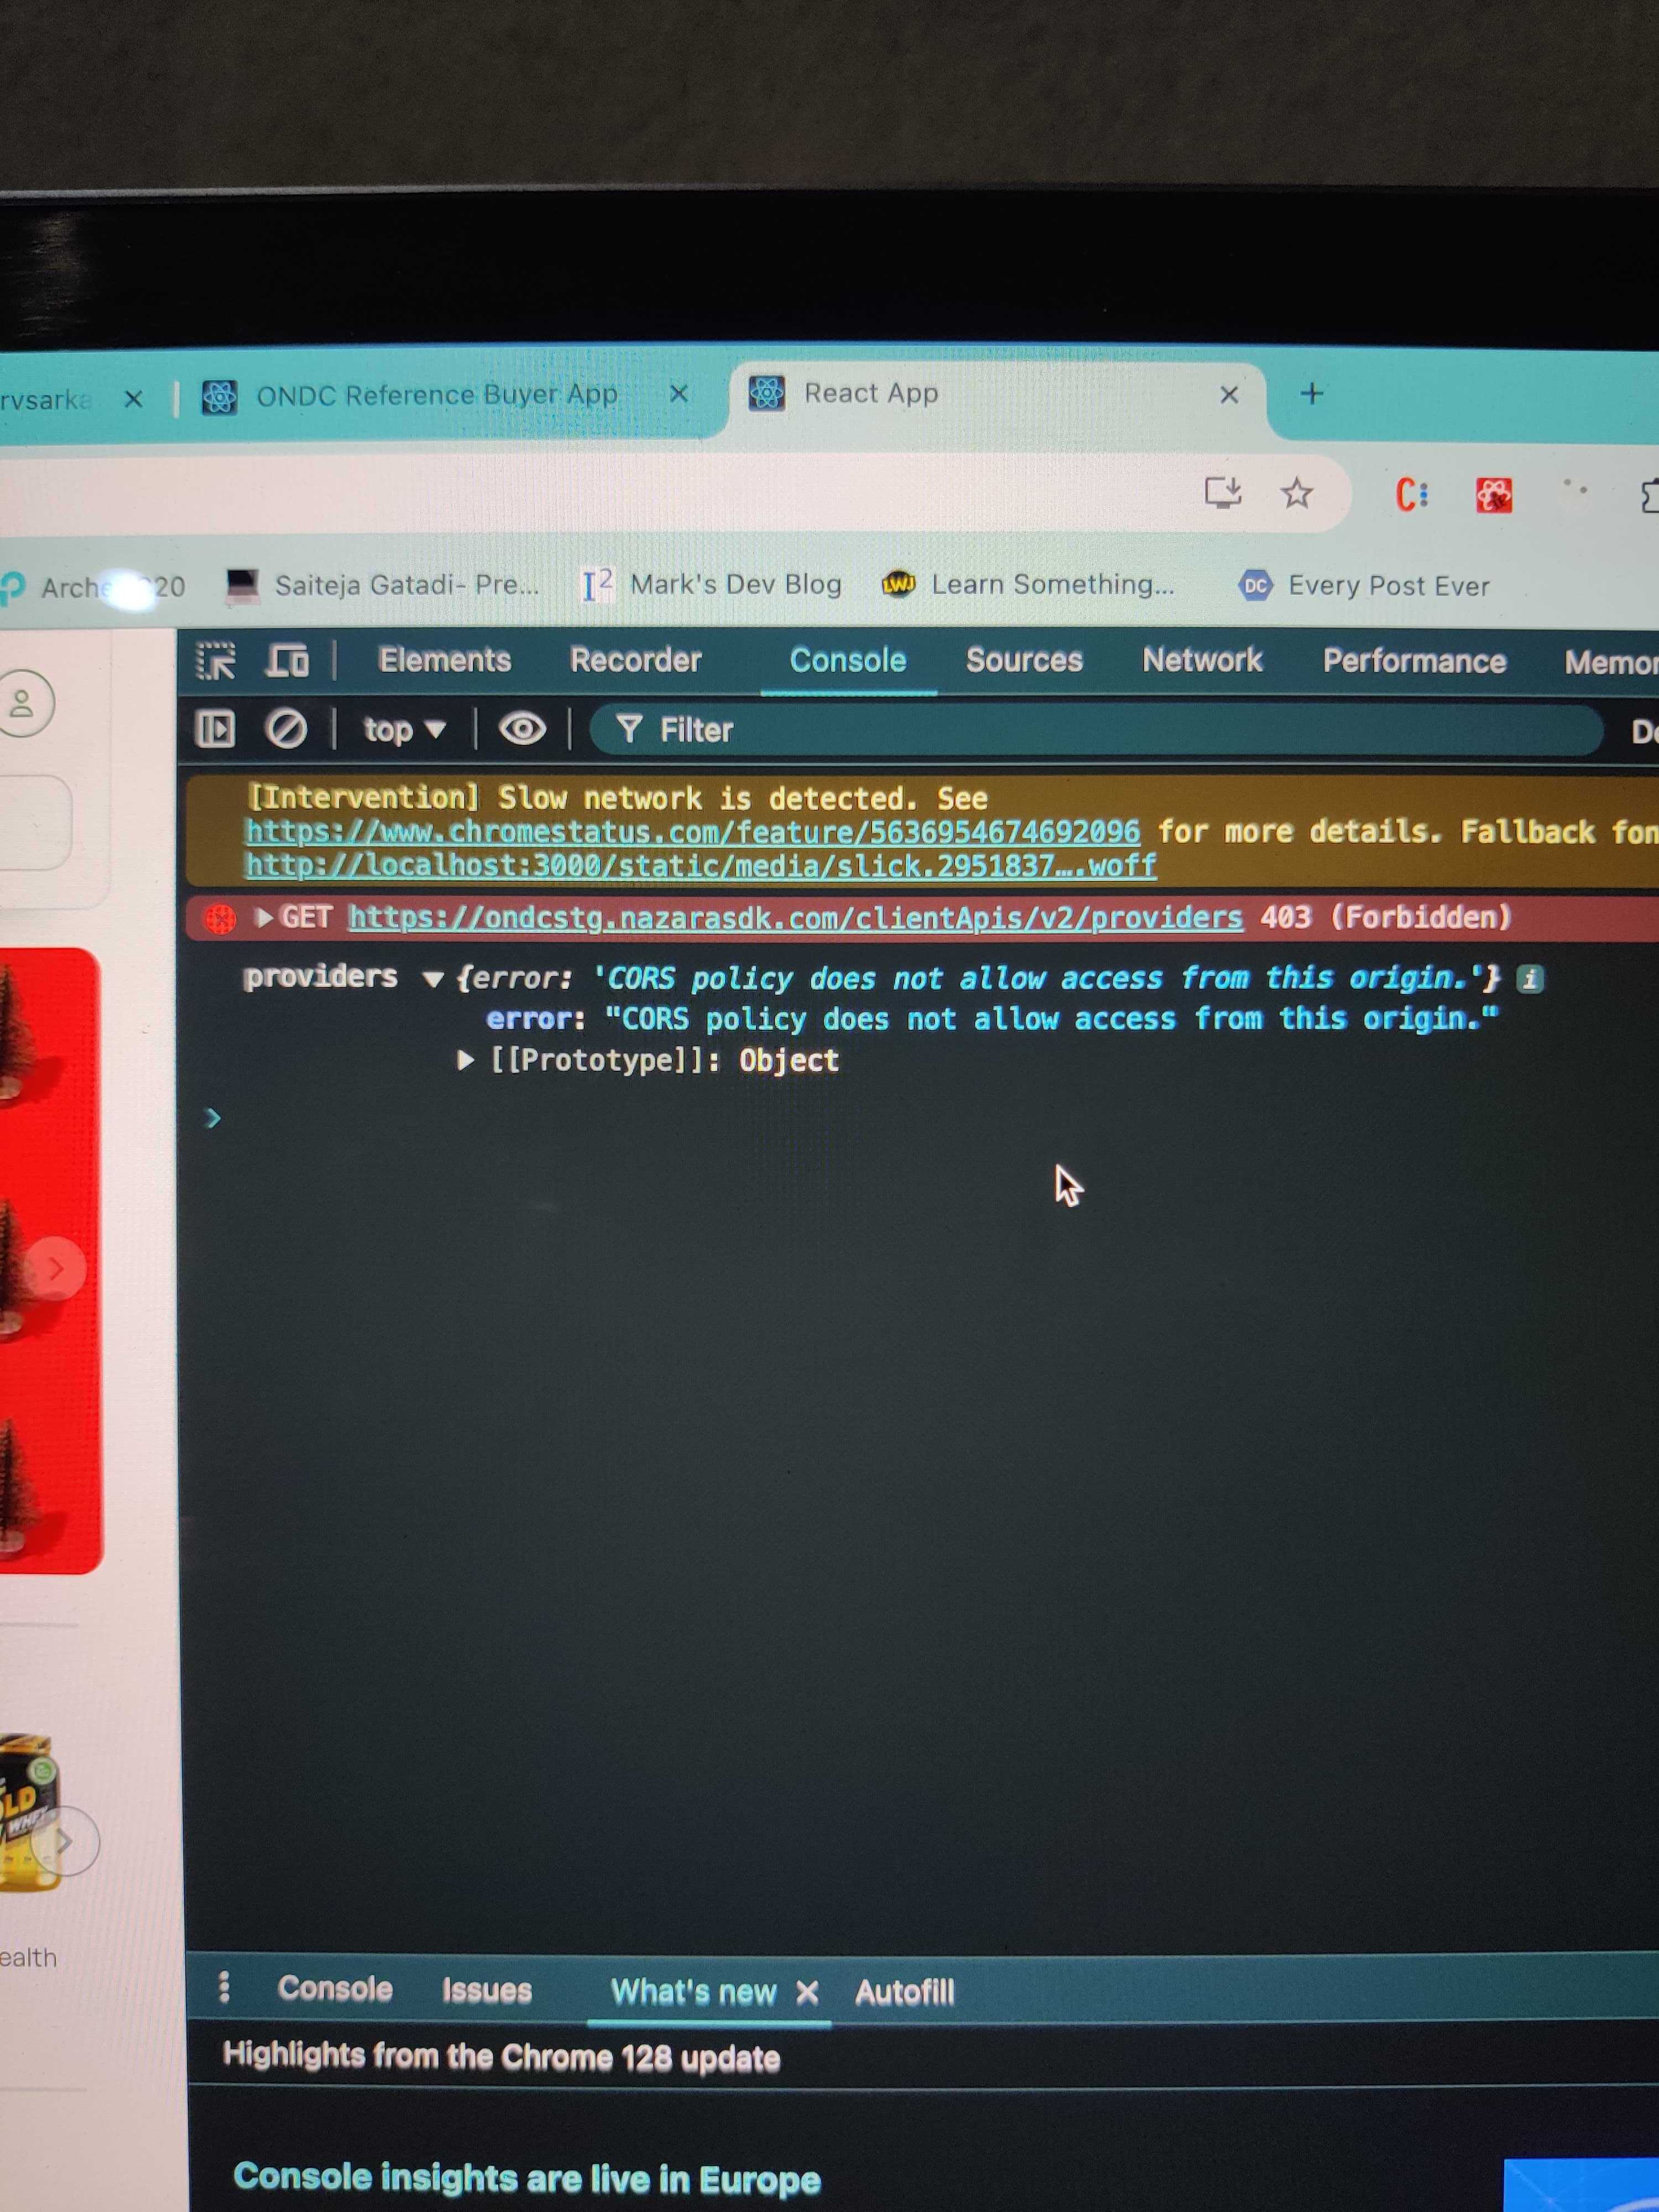 rvsarka
ONDC Reference Buyer App
React App
Saiteja Gatadi- Pre...
Mark's Dev Blog
LWJ
Learn Something...
DC
Every Post Ever
Elements
Recorder
Console
Sources
Network
Performance
Memor
top
Filter
De
[Intervention] Slow network is detected. See
https://www.chromestatus.com/feature/5636954674692096 for more details. Fallback fon
http://localhost:3000/static/media/slick.2951837….woff
GET https://ondcstg.nazarasdk.com/clientApis/v2/providers 403 (Forbidden)
providers {error: 'CORS policy does not allow access from this origin.'} i
error: "CORS policy does not allow access from this origin."
[[Prototype]]: Object
OLD
WHEY
ealth
Console
Issues
What's new
Autofill
Highlights from the Chrome 128 update
Console insights are live in Europe